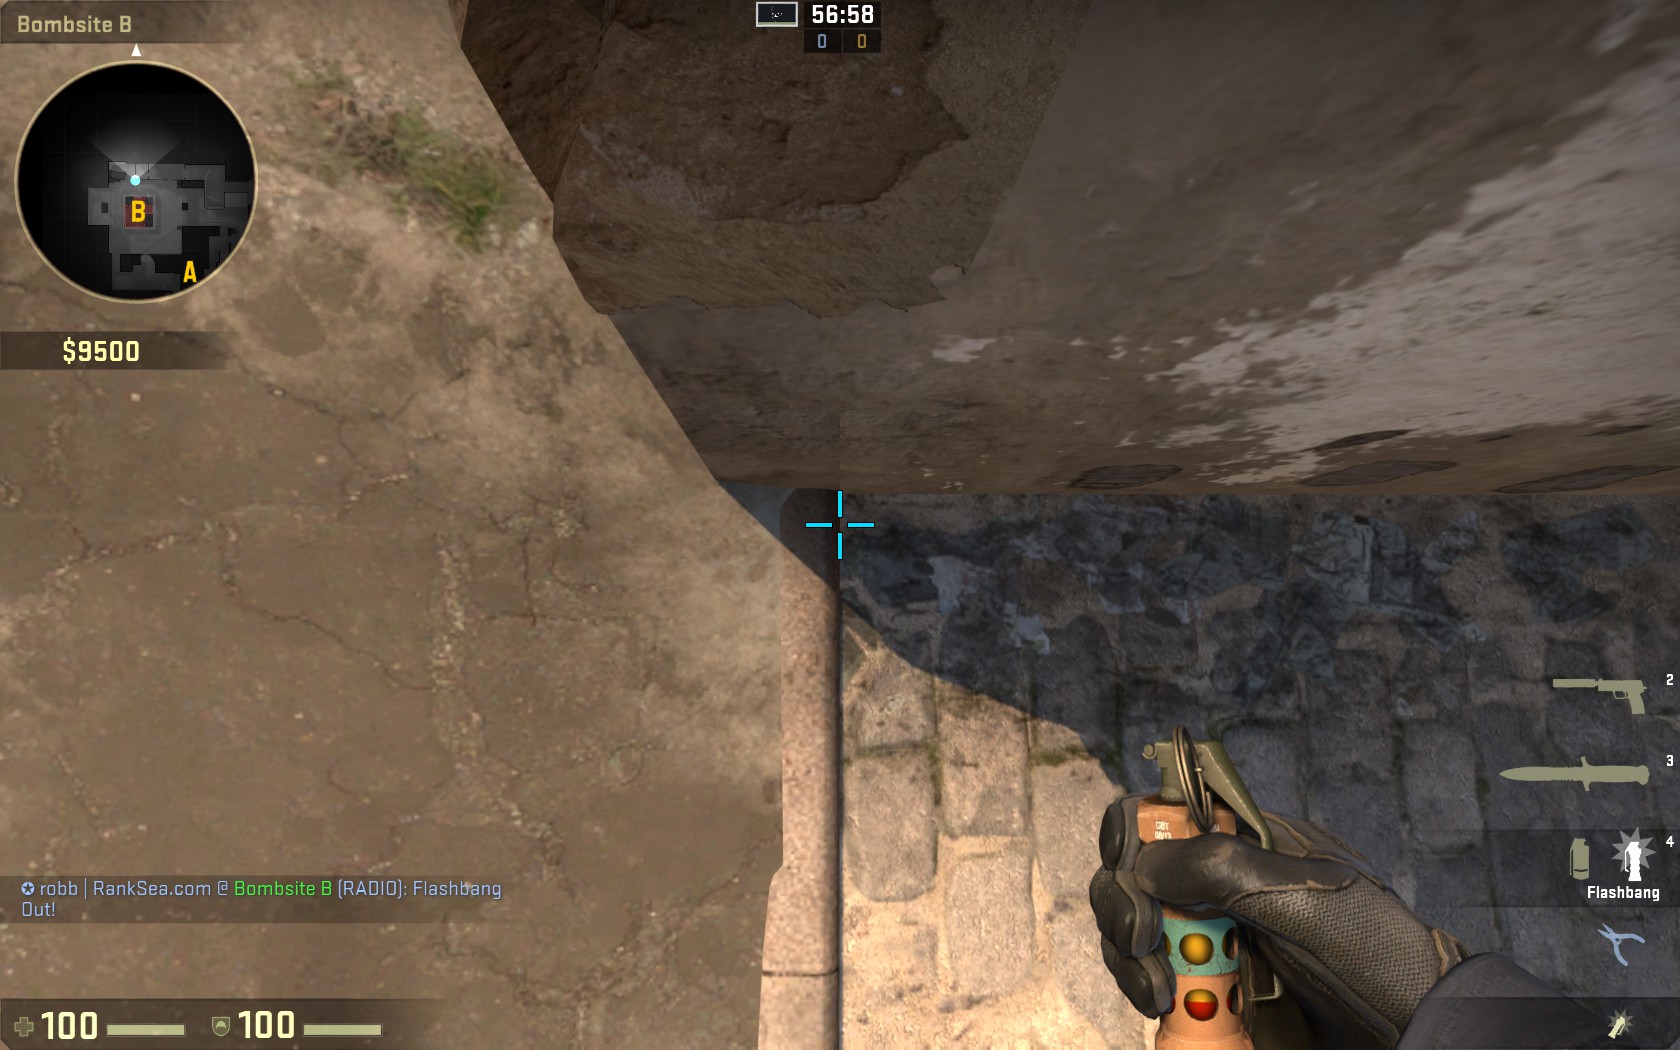 Bombsite B
56:58
0 0
B
A
$9500
2
3
4
Flashbang
robb | RankSea.com @ Bombsite B (RADIO): Flashbang
Out!
100 100